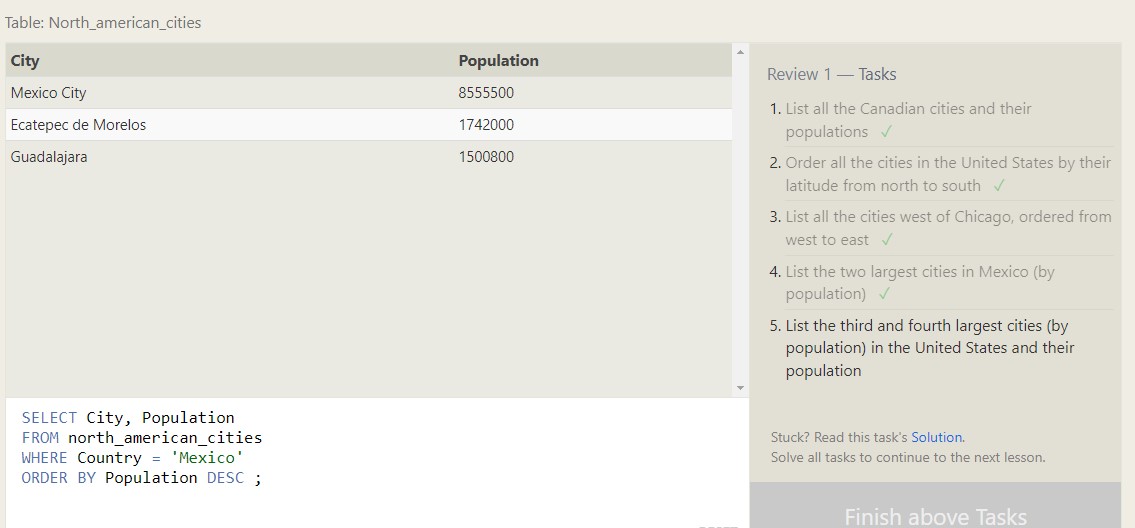 Table: North_american_cities
City Population
Mexico City 8555500
Ecatepec de Morelos 1742000
Guadalajara 1500800
SELECT City, Population
FROM north_american_cities
WHERE Country = 'Mexico'
ORDER BY Population DESC ;
Review 1 — Tasks
1. List all the Canadian cities and their
populations ✓
2. Order all the cities in the United States by their
latitude from north to south ✓
3. List all the cities west of Chicago, ordered from
west to east ✓
4. List the two largest cities in Mexico (by
population) ✓
5. List the third and fourth largest cities (by
population) in the United States and their
population
Stuck? Read this task's Solution.
Solve all tasks to continue to the next lesson.
Finish above Tasks